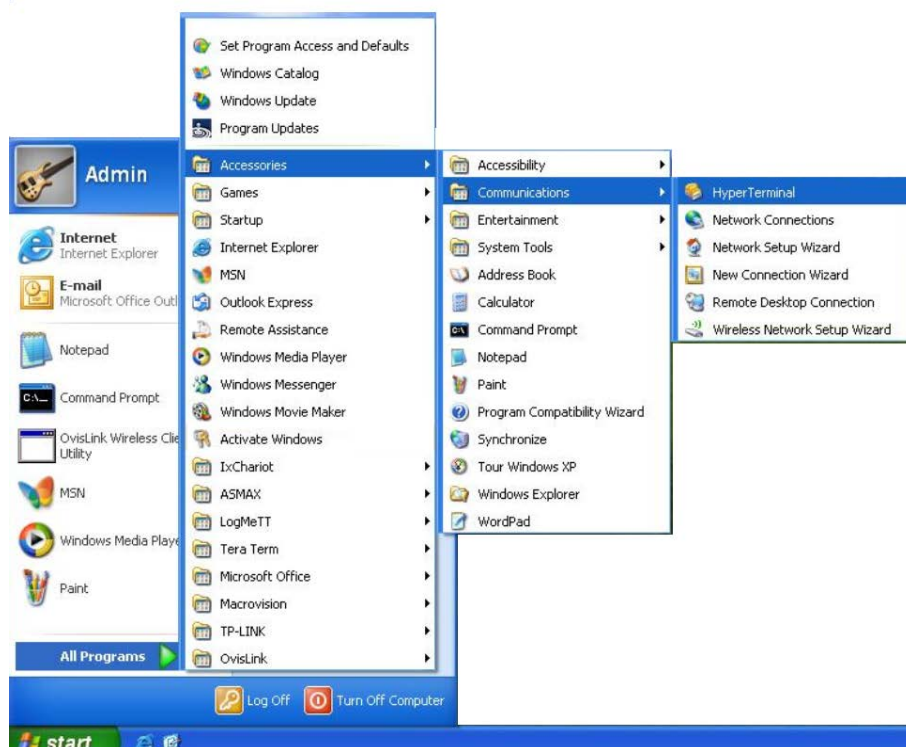 Admin
Internet
Internet Explorer
E-mail
Microsoft Office Outl
Notepad
C:\_
Command Prompt
OvisLink Wireless Clie
Utility
MSN
Windows Media Playe
Paint
All Programs
Set Program Access and Defaults
Windows Catalog
Windows Update
Program Updates
Accessories
Games
Startup
Internet Explorer
MSN
Outlook Express
Remote Assistance
Windows Media Player
Windows Messenger
Windows Movie Maker
Activate Windows
IxChariot
ASMAX
LogMeTT
Tera Term
Microsoft Office
Macrovision
TP-LINK
OvisLink
Accessibility
Communications
Entertainment
System Tools
Address Book
Calculator
Command Prompt
Notepad
Paint
Program Compatibility Wizard
Synchronize
Tour Windows XP
Windows Explorer
WordPad
HyperTerminal
Network Connections
Network Setup Wizard
New Connection Wizard
Remote Desktop Connection
Wireless Network Setup Wizard
Log Off
Turn Off Computer
start